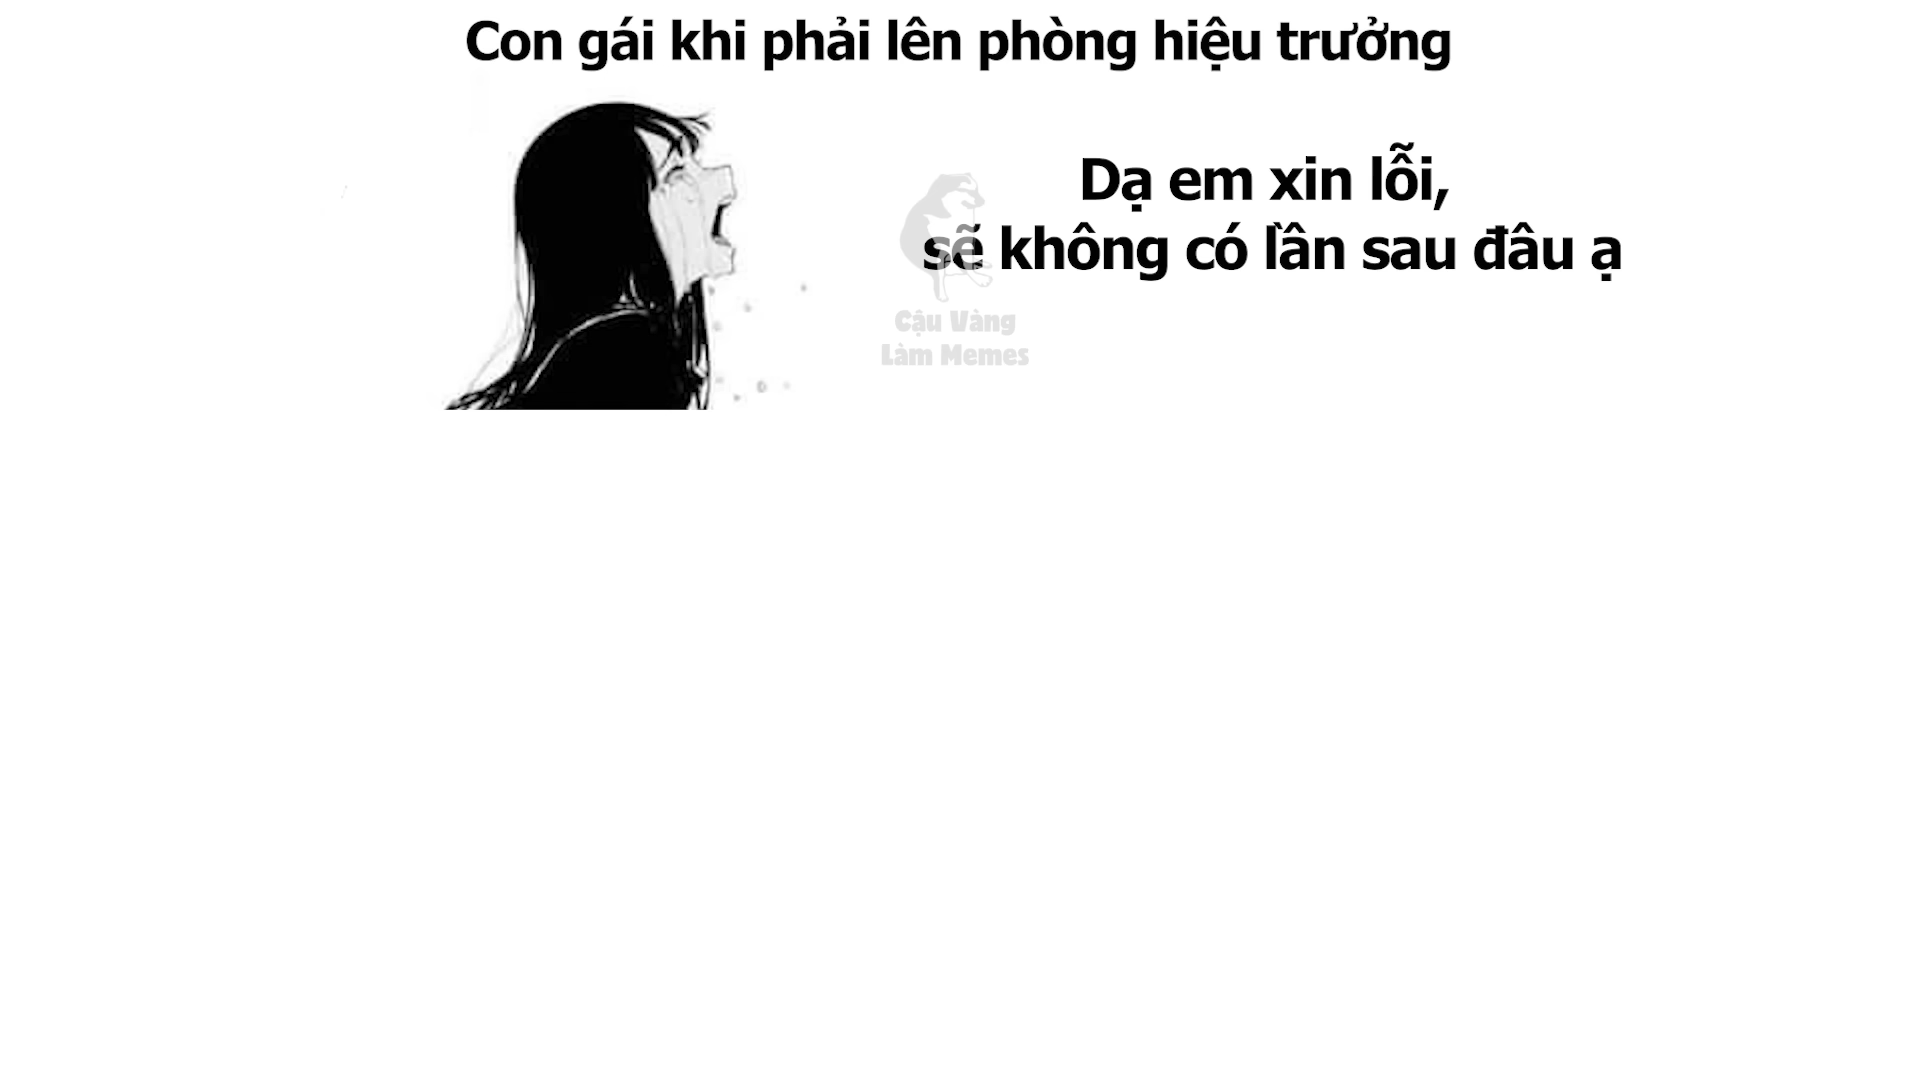 Con gái khi phải lên phòng hiệu trưởng
Dạ em xin lỗi,
sẽ không có lần sau đâu ạ
Cậu Vàng
Làm Memes